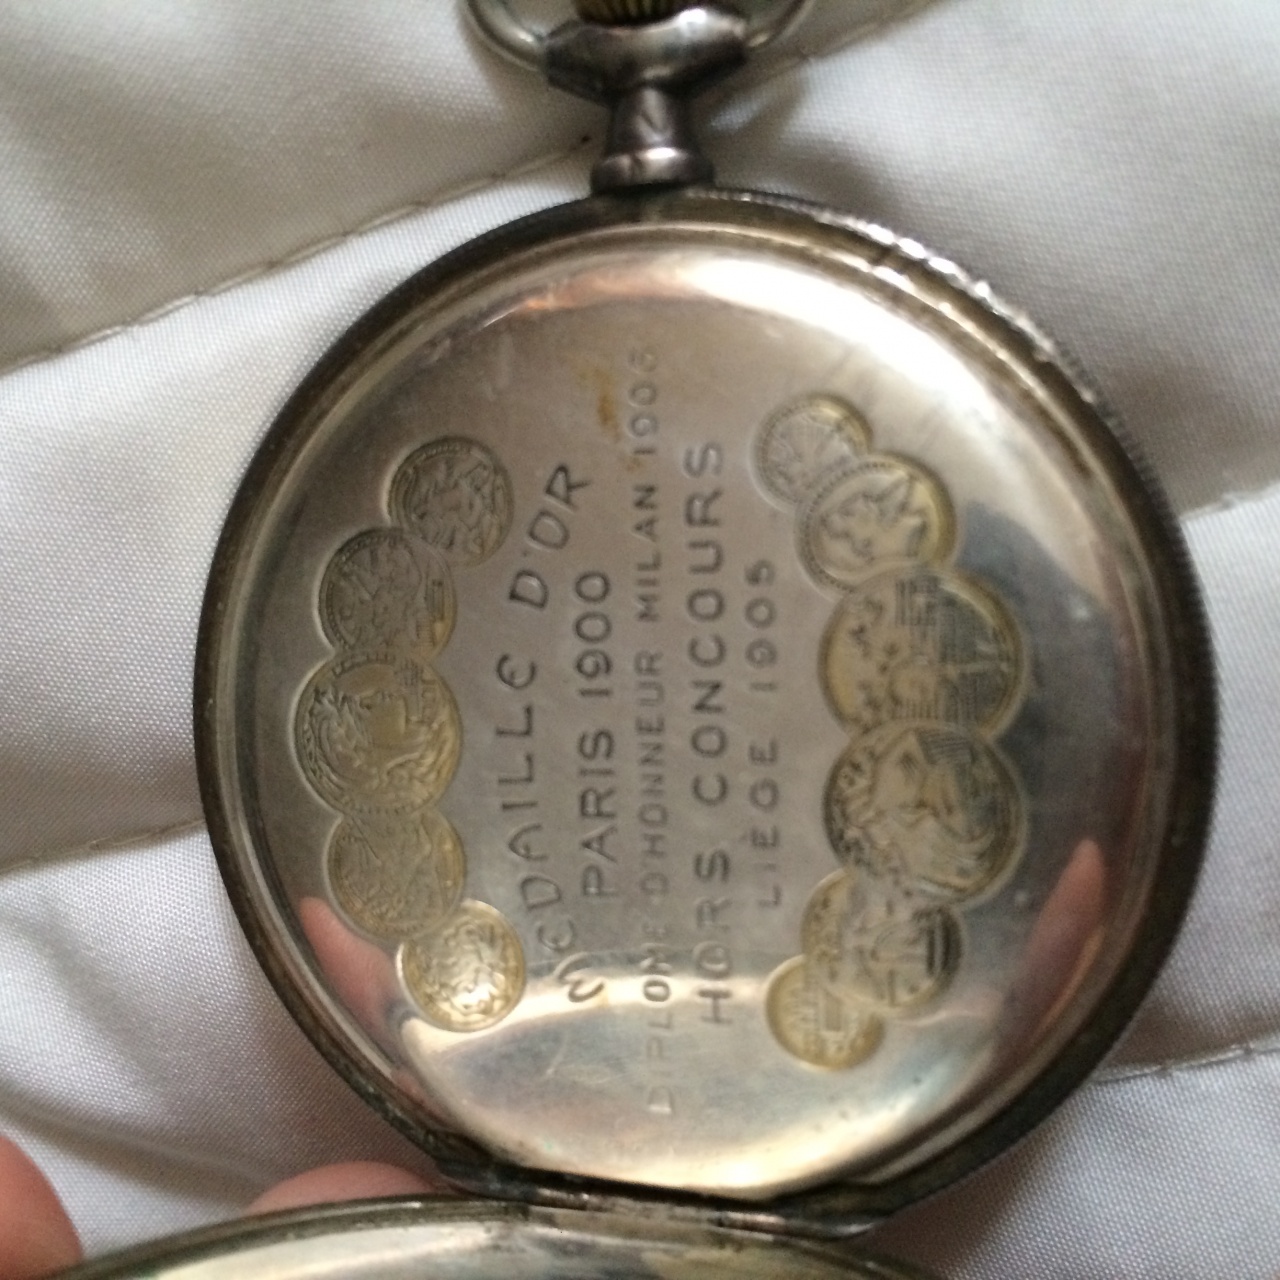 MEDAILLE D'OR
PARIS 1900
DIPLOME D'HONNEUR MILAN 1906
HORS CONCOURS
LIÈGE 1905